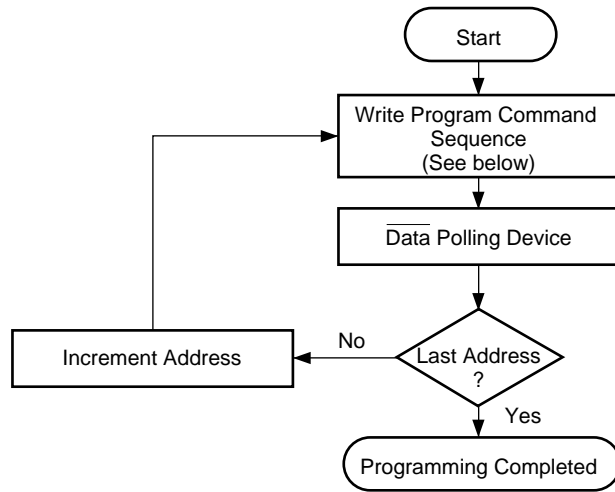 Start
Write Program Command
Sequence
(See below)
Data Polling Device
No
Increment Address
Last Address
?
Yes
Programming Completed